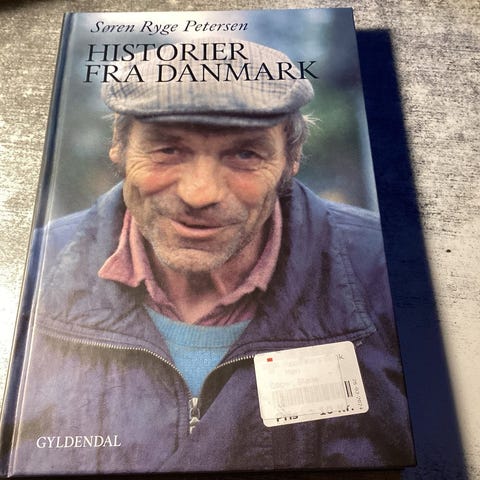 Søren Ryge Petersen
HISTORIER
FRA DANMARK
GYLDENDAL